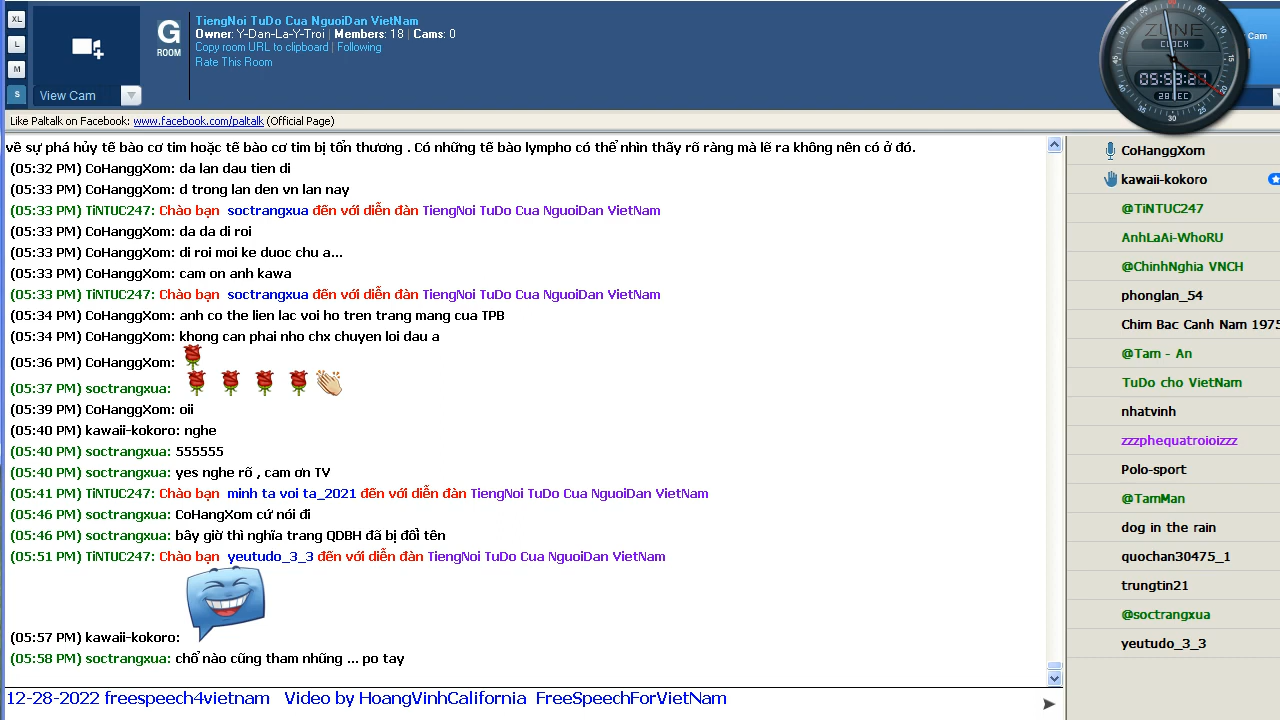 XL
L
M
S
View Cam
G
ROOM
TiengNoi TuDo Cua NguoiDan VietNam
Owner: Y-Dan-La-Y-Troi | Members: 18 | Cams: 0
Copy room URL to clipboard | Following
Rate This Room
ZUNE
CLOCK
28 DEC
Cam
Like Paltalk on Facebook: www.facebook.com/paltalk (Official Page)
về sự phá hủy tế bào cơ tim hoặc tế bào cơ tim bị tổn thương . Có những tế bào lympho có thể nhìn thấy rõ ràng mà lẽ ra không nên có ở đó.
(05:32 PM) CoHanggXom: da lan dau tien di
(05:33 PM) CoHanggXom: d trong lan den vn lan nay
(05:33 PM) TiNTUC247: Chào bạn soctrangxua đến với diễn đàn TiengNoi TuDo Cua NguoiDan VietNam
(05:33 PM) CoHanggXom: da da di roi
(05:33 PM) CoHanggXom: di roi moi ke duoc chu a...
(05:33 PM) CoHanggXom: cam on anh kawa
(05:33 PM) TiNTUC247: Chào bạn soctrangxua đến với diễn đàn TiengNoi TuDo Cua NguoiDan VietNam
(05:34 PM) CoHanggXom: anh co the lien lac voi ho tren trang mang cua TPB
(05:34 PM) CoHanggXom: khong can phai nho chx chuyen loi dau a
(05:36 PM) CoHanggXom:
(05:37 PM) soctrangxua:
(05:39 PM) CoHanggXom: oii
(05:40 PM) kawaii-kokoro: nghe
(05:40 PM) soctrangxua: 555555
(05:40 PM) soctrangxua: yes nghe rõ , cam ơn TV
(05:41 PM) TiNTUC247: Chào bạn minh ta voi ta_2021 đến với diễn đàn TiengNoi TuDo Cua NguoiDan VietNam
(05:46 PM) soctrangxua: CoHangXom cứ nói đi
(05:46 PM) soctrangxua: bây giờ thì nghĩa trang QDBH đã bị đổi tên
(05:51 PM) TiNTUC247: Chào bạn yeutudo_3_3 đến với diễn đàn TiengNoi TuDo Cua NguoiDan VietNam
(05:57 PM) kawaii-kokoro:
(05:58 PM) soctrangxua: chổ nào cũng tham nhũng ... po tay
12-28-2022 freespeech4vietnam Video by HoangVinhCalifornia FreeSpeechForVietNam
CoHanggXom
kawaii-kokoro
@TiNTUC247
AnhLaAi-WhoRU
@ChinhNghia VNCH
phonglan_54
Chim Bac Canh Nam 1975
@Tam - An
TuDo cho VietNam
nhatvinh
zzzphequatroioizzz
Polo-sport
@TamMan
dog in the rain
quochan30475_1
trungtin21
@soctrangxua
yeutudo_3_3